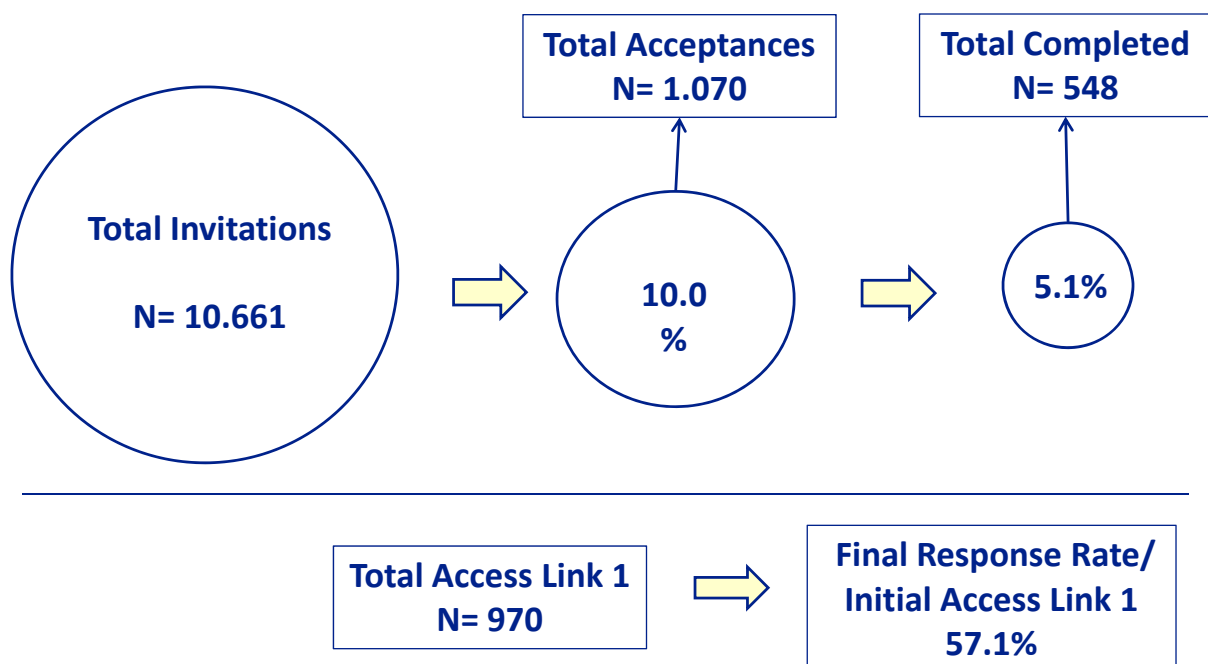 Total Acceptances
N= 1.070
Total Completed
N= 548
Total Invitations
N= 10.661
10.0
%
5.1%
Total Access Link 1
N= 970
Final Response Rate/
Initial Access Link 1
57.1%